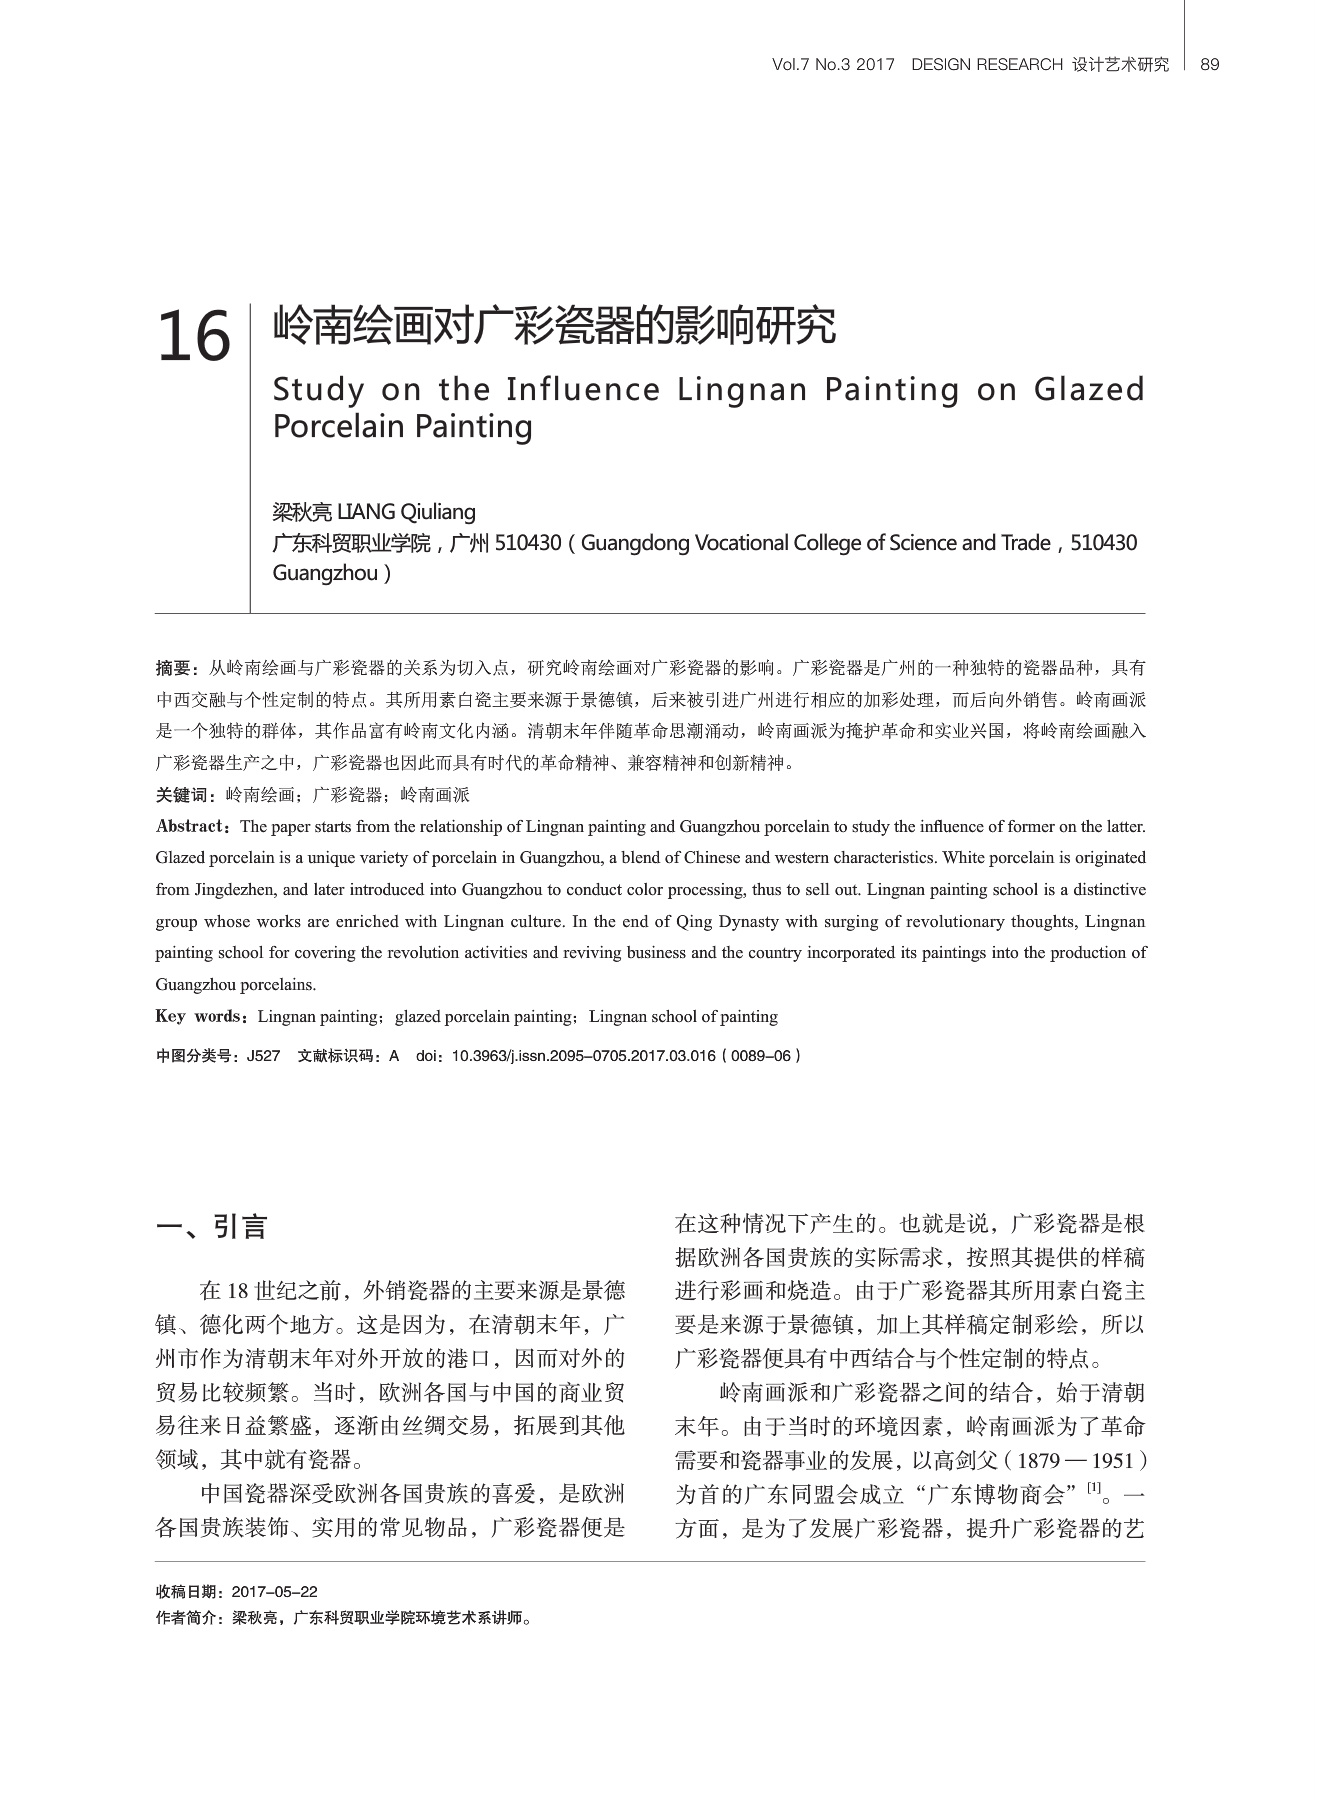 Vol.7 No.3 2017 DESIGN RESEARCH 设计艺术研究 89
16
岭南绘画对广彩瓷器的影响研究
Study on the Influence Lingnan Painting on Glazed
Porcelain Painting
梁秋亮 LIANG Qiuliang
广东科贸职业学院，广州 510430（Guangdong Vocational College of Science and Trade，510430
Guangzhou）
摘要：从岭南绘画与广彩瓷器的关系为切入点，研究岭南绘画对广彩瓷器的影响。广彩瓷器是广州的一种独特的瓷器品种，具有
中西交融与个性定制的特点。其所用素白瓷主要来源于景德镇，后来被引进广州进行相应的加彩处理，而后向外销售。岭南画派
是一个独特的群体，其作品富有岭南文化内涵。清朝末年伴随革命思潮涌动，岭南画派为掩护革命和实业兴国，将岭南绘画融入
广彩瓷器生产之中，广彩瓷器也因此而具有时代的革命精神、兼容精神和创新精神。
关键词：岭南绘画；广彩瓷器；岭南画派
Abstract：The paper starts from the relationship of Lingnan painting and Guangzhou porcelain to study the influence of former on the latter.
Glazed porcelain is a unique variety of porcelain in Guangzhou, a blend of Chinese and western characteristics. White porcelain is originated
from Jingdezhen, and later introduced into Guangzhou to conduct color processing, thus to sell out. Lingnan painting school is a distinctive
group whose works are enriched with Lingnan culture. In the end of Qing Dynasty with surging of revolutionary thoughts, Lingnan
painting school for covering the revolution activities and reviving business and the country incorporated its paintings into the production of
Guangzhou porcelains.
Key words：Lingnan painting；glazed porcelain painting；Lingnan school of painting
中图分类号：J527 文献标识码：A doi：10.3963/j.issn.2095–0705.2017.03.016（0089–06）
一、引言
在 18 世纪之前，外销瓷器的主要来源是景德
镇、德化两个地方。这是因为，在清朝末年，广
州市作为清朝末年对外开放的港口，因而对外的
贸易比较频繁。当时，欧洲各国与中国的商业贸
易往来日益繁盛，逐渐由丝绸交易，拓展到其他
领域，其中就有瓷器。
中国瓷器深受欧洲各国贵族的喜爱，是欧洲
各国贵族装饰、实用的常见物品，广彩瓷器便是
在这种情况下产生的。也就是说，广彩瓷器是根
据欧洲各国贵族的实际需求，按照其提供的样稿
进行彩画和烧造。由于广彩瓷器其所用素白瓷主
要是来源于景德镇，加上其样稿定制彩绘，所以
广彩瓷器便具有中西结合与个性定制的特点。
岭南画派和广彩瓷器之间的结合，始于清朝
末年。由于当时的环境因素，岭南画派为了革命
需要和瓷器事业的发展，以高剑父（1879 — 1951）
为首的广东同盟会成立“广东博物商会”[1]。一
方面，是为了发展广彩瓷器，提升广彩瓷器的艺
收稿日期：2017–05–22
作者简介：梁秋亮，广东科贸职业学院环境艺术系讲师。